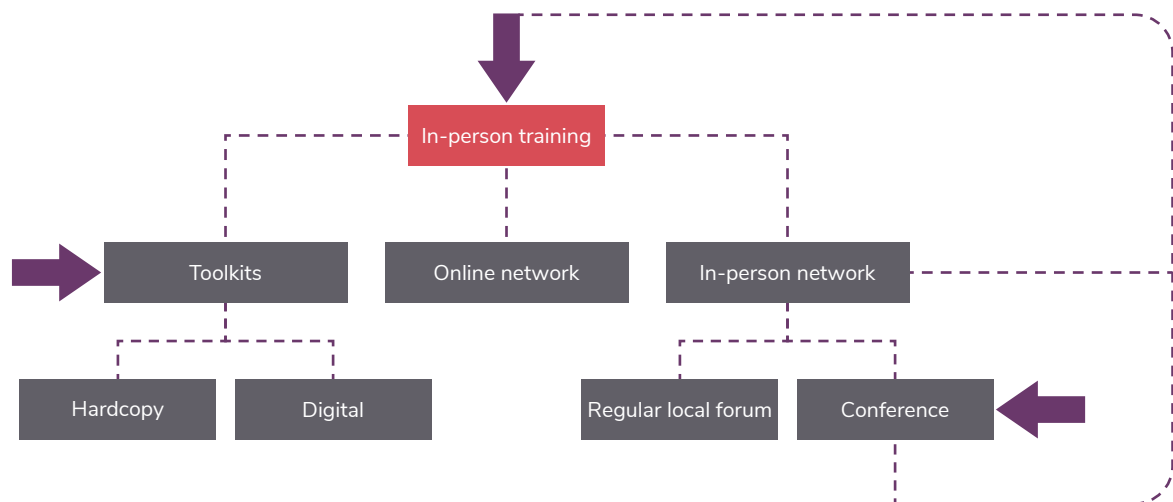 In-person training
Toolkits
Online network
In-person network
Hardcopy
Digital
Regular local forum
Conference